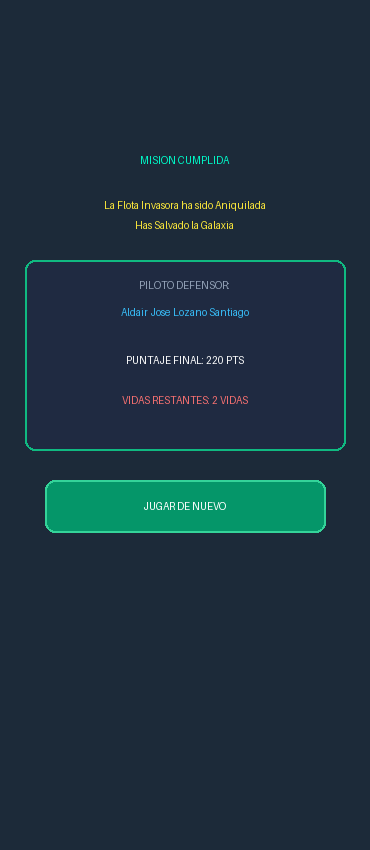 MISION CUMPLIDA
La Flota Invasora ha sido Aniquilada
Has Salvado la Galaxia
PILOTO DEFENSOR:
Aldair Jose Lozano Santiago
PUNTAJE FINAL: 220 PTS
VIDAS RESTANTES: 2 VIDAS
JUGAR DE NUEVO